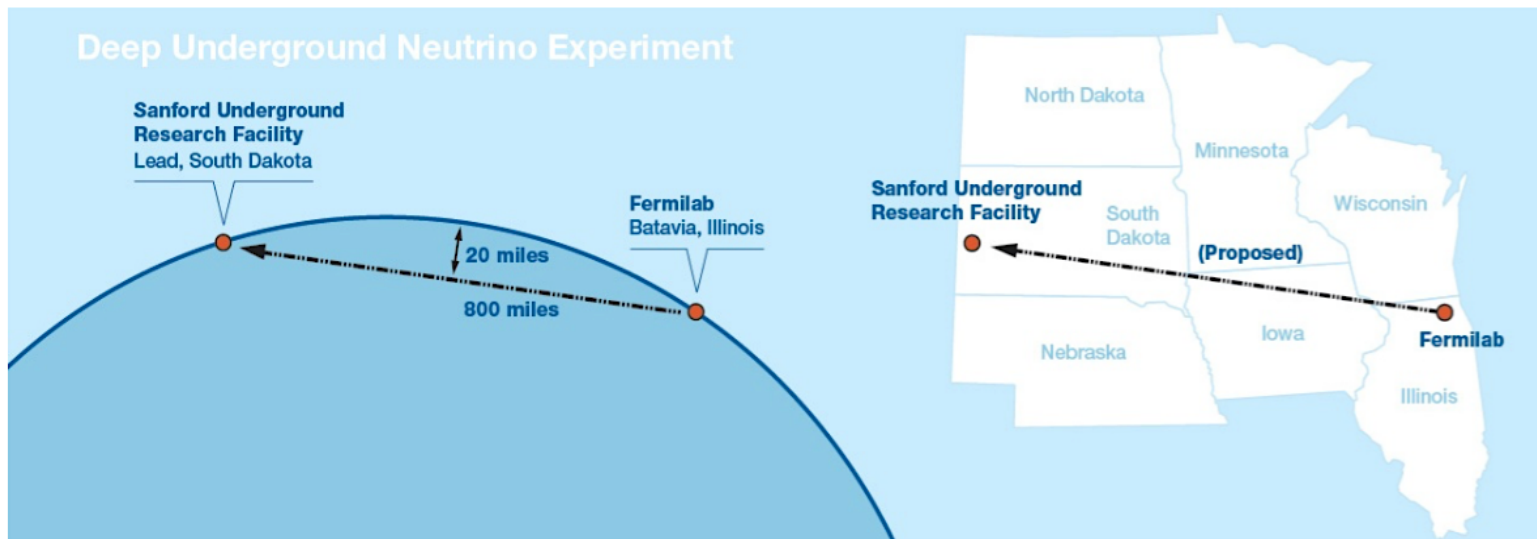 Deep Underground Neutrino Experiment
Sanford Underground
Research Facility
Lead, South Dakota
Fermilab
Batavia, Illinois
20 miles
800 miles
North Dakota
Minnesota
Sanford Underground
Research Facility
South
Dakota
Wisconsin
(Proposed)
Nebraska
Iowa
Fermilab
Illinois